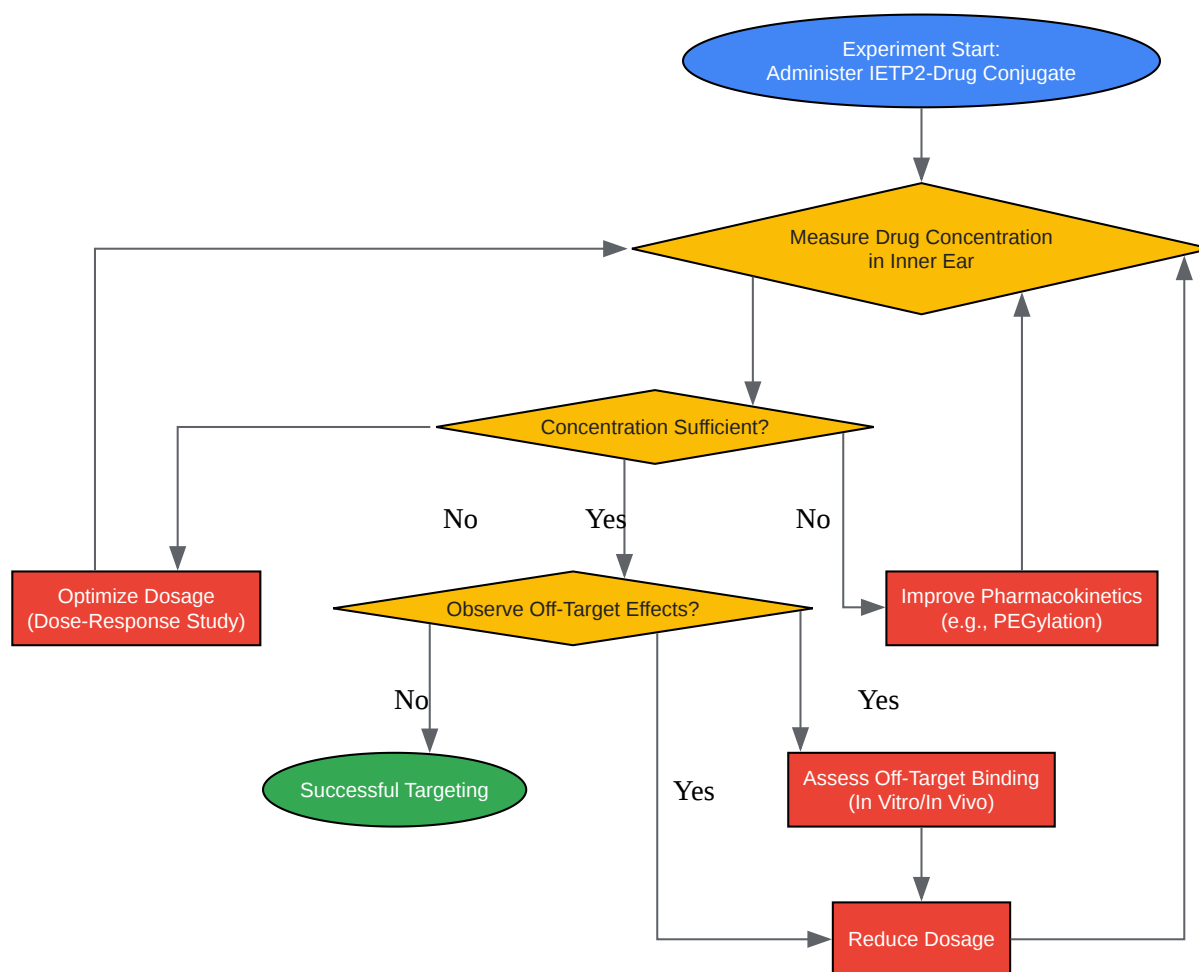 Experiment Start:
Administer IETP2-Drug Conjugate
Measure Drug Concentration
in Inner Ear
Concentration Sufficient?
No
Yes
No
Optimize Dosage
(Dose-Response Study)
Observe Off-Target Effects?
Improve Pharmacokinetics
(e.g., PEGylation)
No
Yes
Successful Targeting
Yes
Assess Off-Target Binding
(In Vitro/In Vivo)
Reduce Dosage